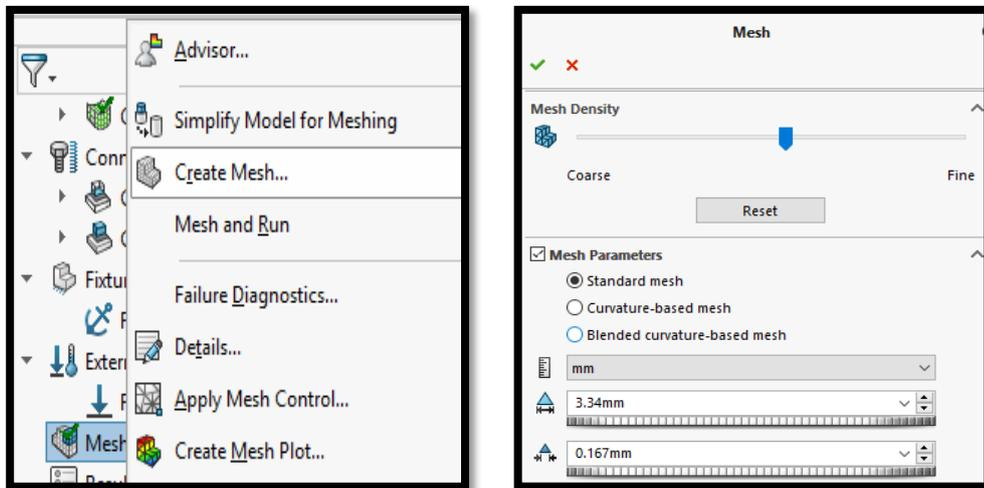 Advisor...
Simplify Model for Meshing
Conn
Create Mesh...
Mesh and Run
Fixtur
Failure Diagnostics...
Extern
Details...
Apply Mesh Control...
Mesh
Create Mesh Plot...
Mesh
Mesh Density
Coarse Fine
Reset
Mesh Parameters
Standard mesh
Curvature-based mesh
Blended curvature-based mesh
mm
3.34mm
0.167mm